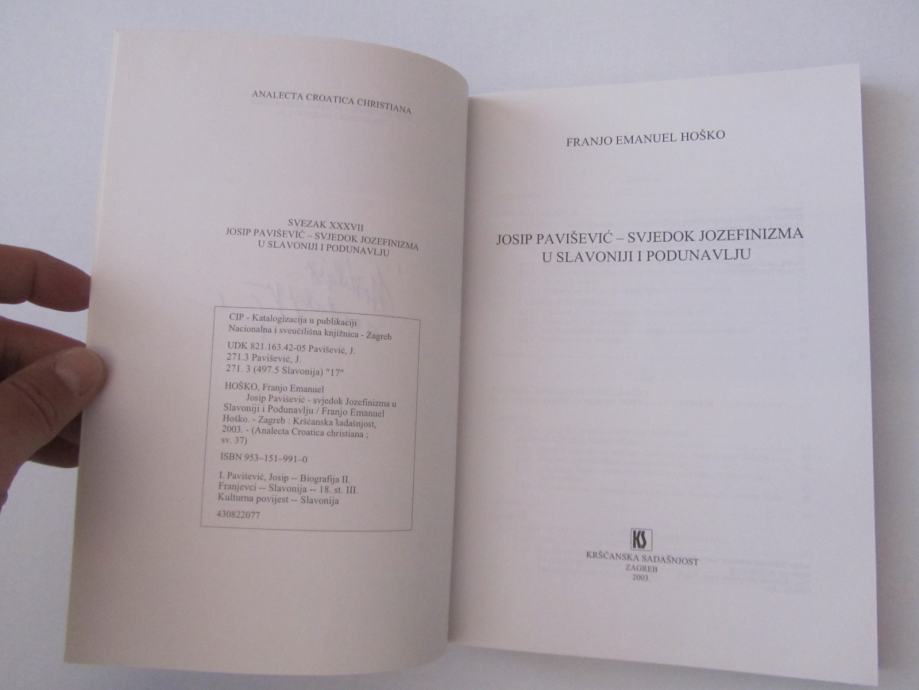 ANALECTA CROATICA CHRISTIANA
SVEZAK XXXVII
JOSIP PAVIŠEVIĆ – SVJEDOK JOZEFINIZMA
U SLAVONIJI I PODUNAVLJU
CIP - Katalogizacija u publikaciji
Nacionalna i sveučilišna knjižnica - Zagreb
UDK 821.163.42-05 Pavišević, J.
271.3 Pavišević, J.
271. 3 (497.5 Slavonija) "17"
HOŠKO, Franjo Emanuel
Josip Pavišević - svjedok Jozefinizma u
Slavoniji i Podunavlju / Franjo Emanuel
Hoško. - Zagreb : Kršćanska sadašnjost,
2003. - (Analecta Croatica christiana ;
sv. 37)
ISBN 953–151–991–0
I. Pavišević, Josip -- Biografija II.
Franjevci -- Slavonija -- 18. st. III.
Kulturna povijest -- Slavonija
430822077
FRANJO EMANUEL HOŠKO
JOSIP PAVIŠEVIĆ – SVJEDOK JOZEFINIZMA
U SLAVONIJI I PODUNAVLJU
KS
KRŠĆANSKA SADAŠNJOST
ZAGREB
2003.